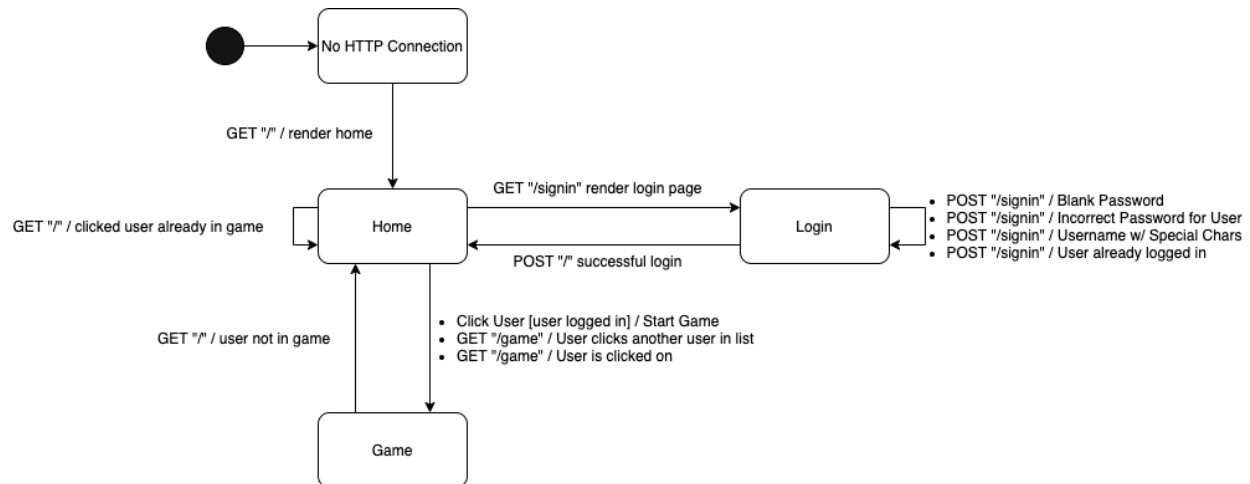 No HTTP Connection
GET "/" / render home
GET "/signin" render login page
• POST "/signin" / Blank Password
• POST "/signin" / Incorrect Password for User
• POST "/signin" / Username w/ Special Chars
• POST "/signin" / User already logged in
GET "/" / clicked user already in game
Home
Login
POST "/" successful login
GET "/" / user not in game
• Click User [user logged in] / Start Game
• GET "/game" / User clicks another user in list
• GET "/game" / User is clicked on
Game